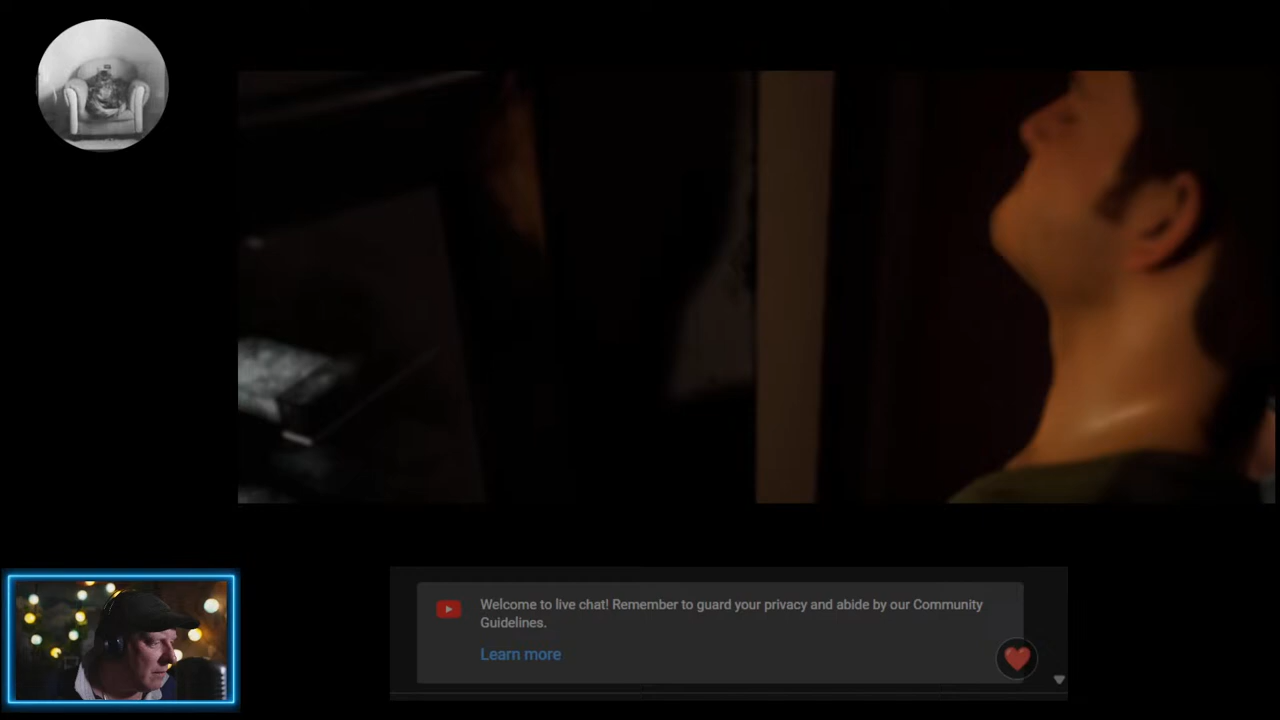 Welcome to live chat! Remember to guard your privacy and abide by our Community
Guidelines.
Learn more